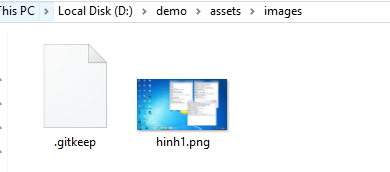 This PC > Local Disk (D:) > demo > assets > images
.gitkeep
hinh1.png